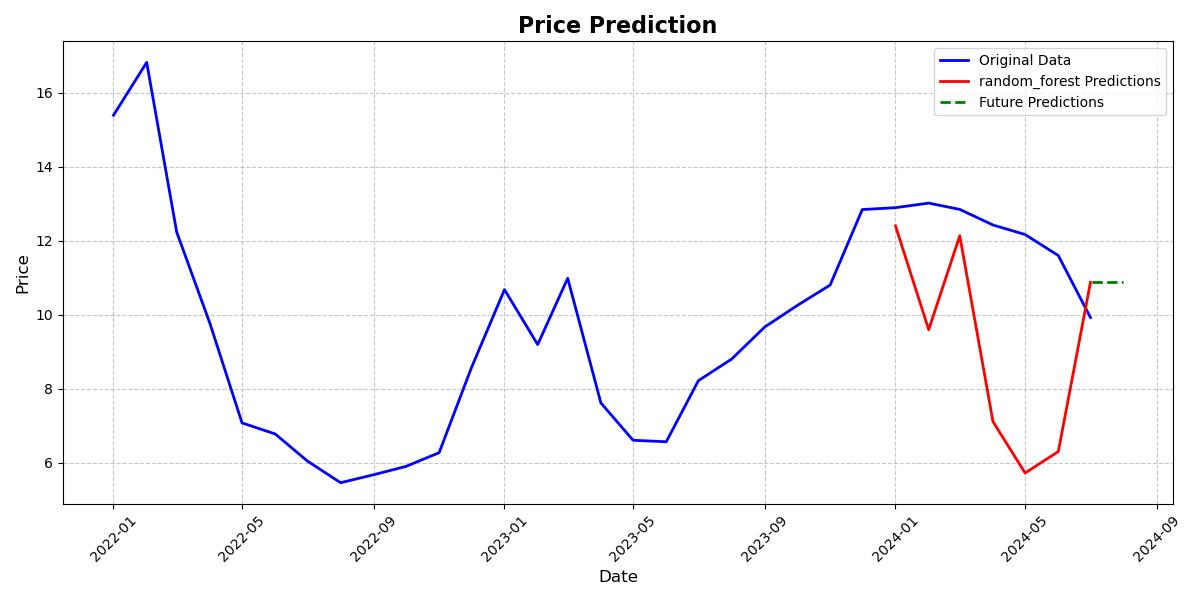 Price Prediction
Original Data
random_forest Predictions
Future Predictions
Price
16
14
12
10
8
6
2022-01
2022-05
2022-09
2023-01
2023-05
2023-09
2024-01
2024-05
2024-09
Date